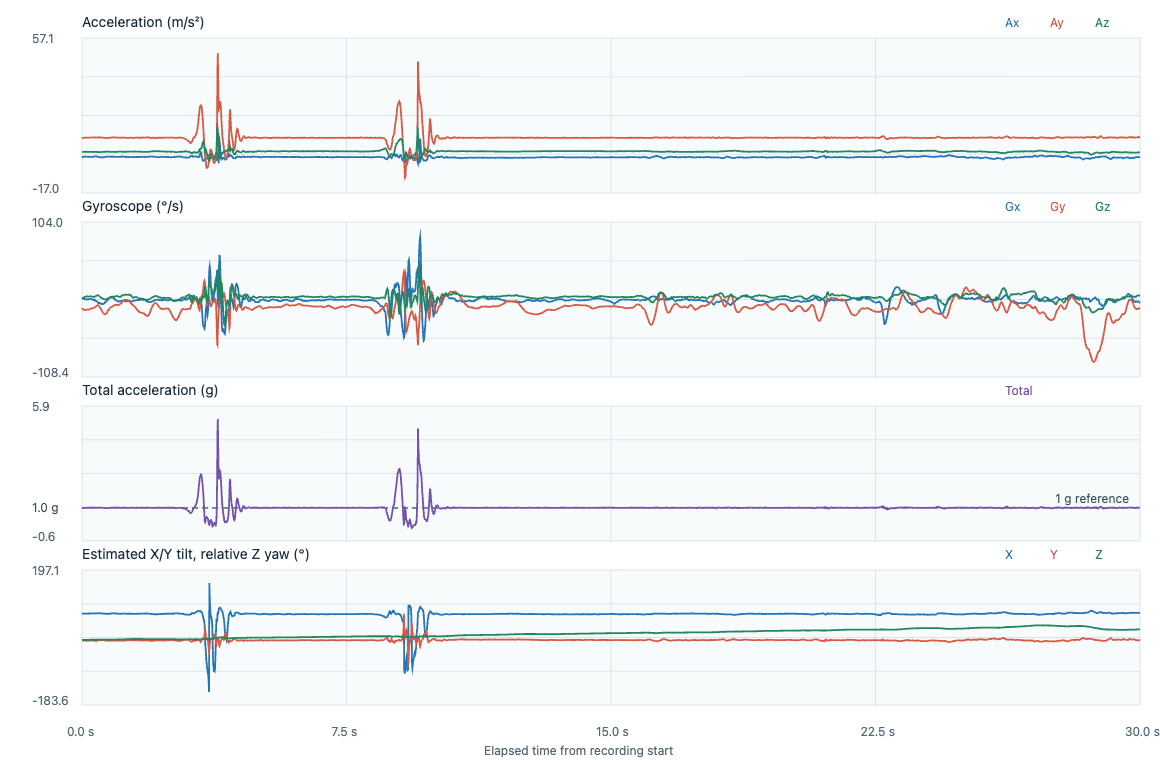 Acceleration (m/s²) Ax Ay Az
57.1
-17.0
Gyroscope (°/s) Gx Gy Gz
104.0
-108.4
Total acceleration (g) Total
5.9
1.0 g 1 g reference
-0.6
Estimated X/Y tilt, relative Z yaw (°) X Y Z
197.1
-183.6
0.0 s 7.5 s 15.0 s 22.5 s 30.0 s
Elapsed time from recording start